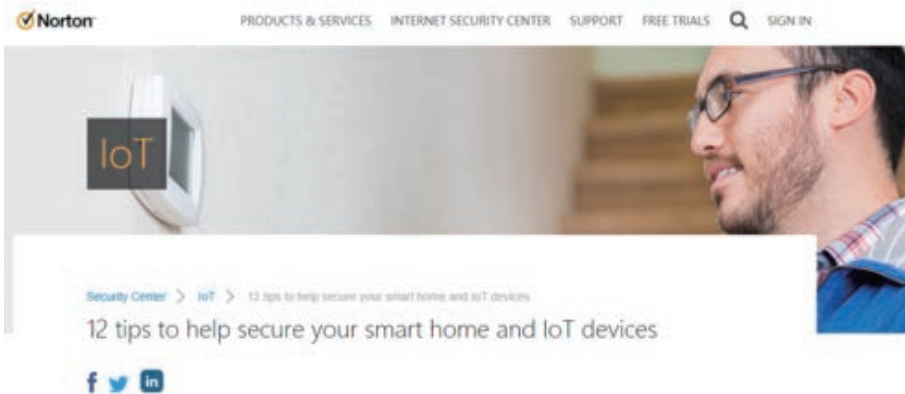 Norton
PRODUCTS & SERVICES INTERNET SECURITY CENTER SUPPORT FREE TRIALS SIGN IN
IoT
Security Center > IoT > 12 tips to help secure your smart home and IoT devices
12 tips to help secure your smart home and IoT devices
f in